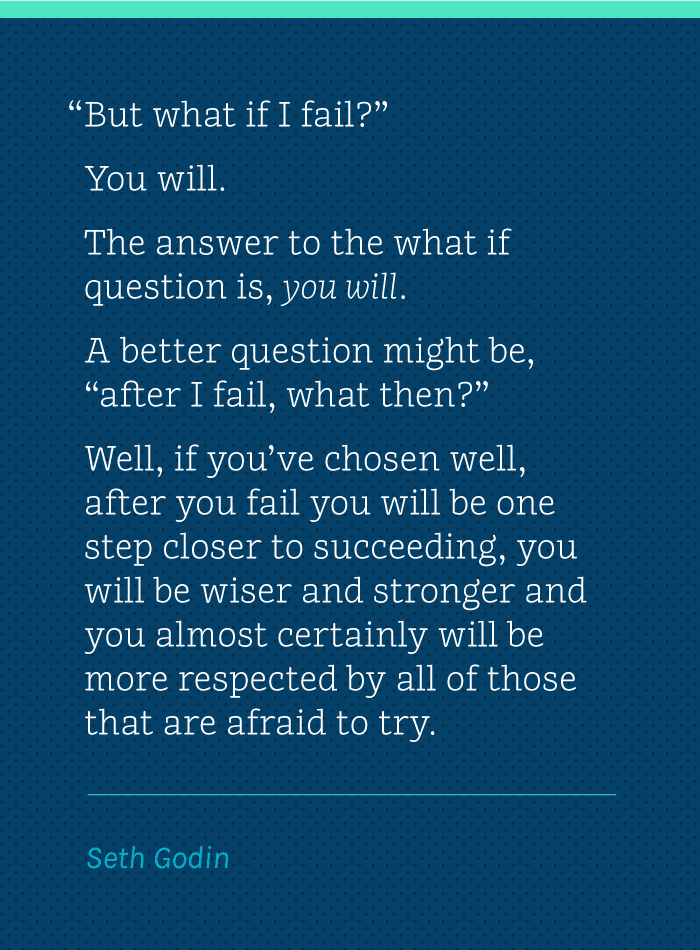 “But what if I fail?”
You will.
The answer to the what if
question is, you will.
A better question might be,
“after I fail, what then?”
Well, if you’ve chosen well,
after you fail you will be one
step closer to succeeding, you
will be wiser and stronger and
you almost certainly will be
more respected by all of those
that are afraid to try.
Seth Godin